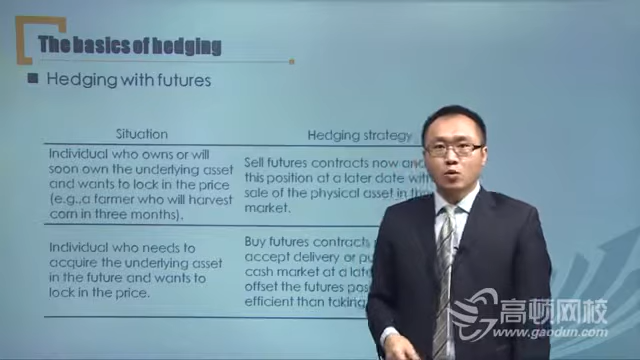 The basics of hedging
Hedging with futures
Situation
Hedging strategy
Individual who owns or will
soon own the underlying asset
and wants to lock in the price
(e.g.,a farmer who will harvest
corn in three months).
Sell futures contracts now and
this position at a later date with
sale of the physical asset in the
market.
Individual who needs to
acquire the underlying asset
in the future and wants to
lock in the price.
Buy futures contracts
accept delivery or
cash market at a
offset the futures
efficient than taking
高顿网校
www.gaodun.com